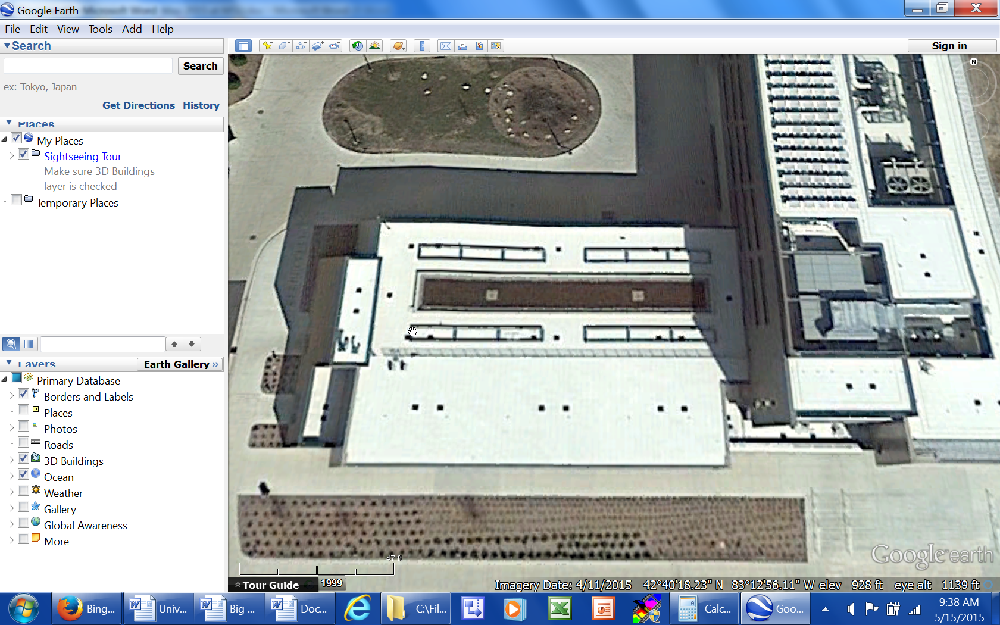 Google Earth
File Edit View Tools Add Help
Search
Sign in
Search
ex: Tokyo, Japan
Get Directions History
Places
My Places
Sightseeing Tour
Make sure 3D Buildings
layer is checked
Temporary Places
Layers
Earth Gallery »
Primary Database
Borders and Labels
Places
Photos
Roads
3D Buildings
Ocean
Weather
Gallery
Global Awareness
More
N
Google earth
47 ft
Tour Guide
1999
Imagery Date: 4/11/2015 42°40'18.23" N 83°12'56.11" W elev 928 ft eye alt 1139 ft
Bing... Univ... Big ... Doc... C:\Fil... Calc... Goo...
9:38 AM
5/15/2015